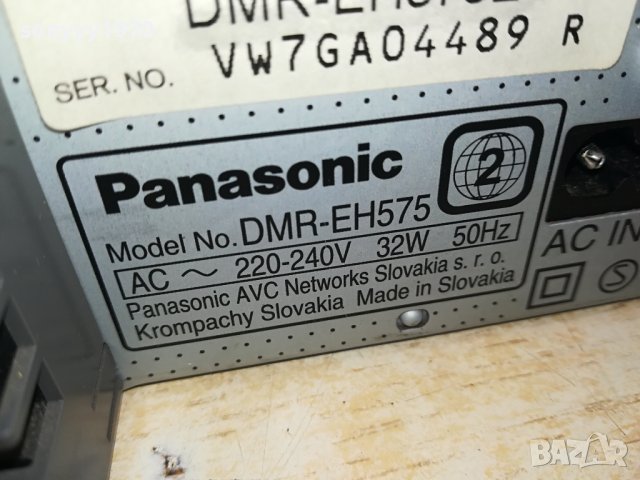 SER. NO. VW7GA04489 R
Panasonic 2
Model No. DMR-EH575
AC ~ 220-240V 32W 50Hz
Panasonic AVC Networks Slovakia s. r. o.
Krompachy Slovakia Made in Slovakia
AC IN
S
BAZAR